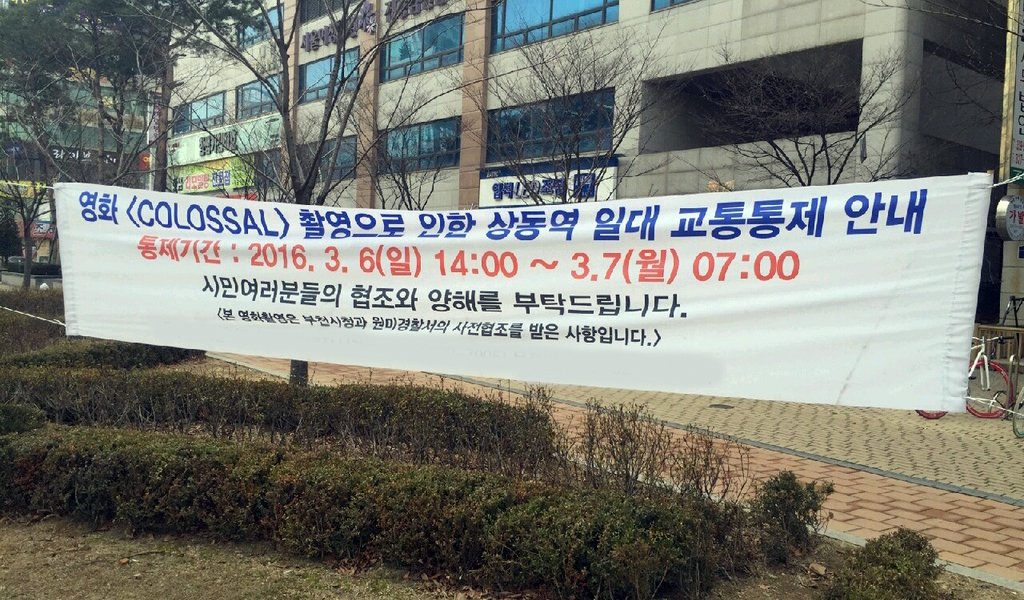 영화 〈COLOSSAL〉 촬영으로 인한 상동역 일대 교통통제 안내
통제기간 : 2016. 3. 6(일) 14:00 ~ 3.7(월) 07:00
시민여러분들의 협조와 양해를 부탁드립니다.
〈본 영화촬영은 부천시청과 원미경찰서의 사전협조를 받은 사항입니다.〉